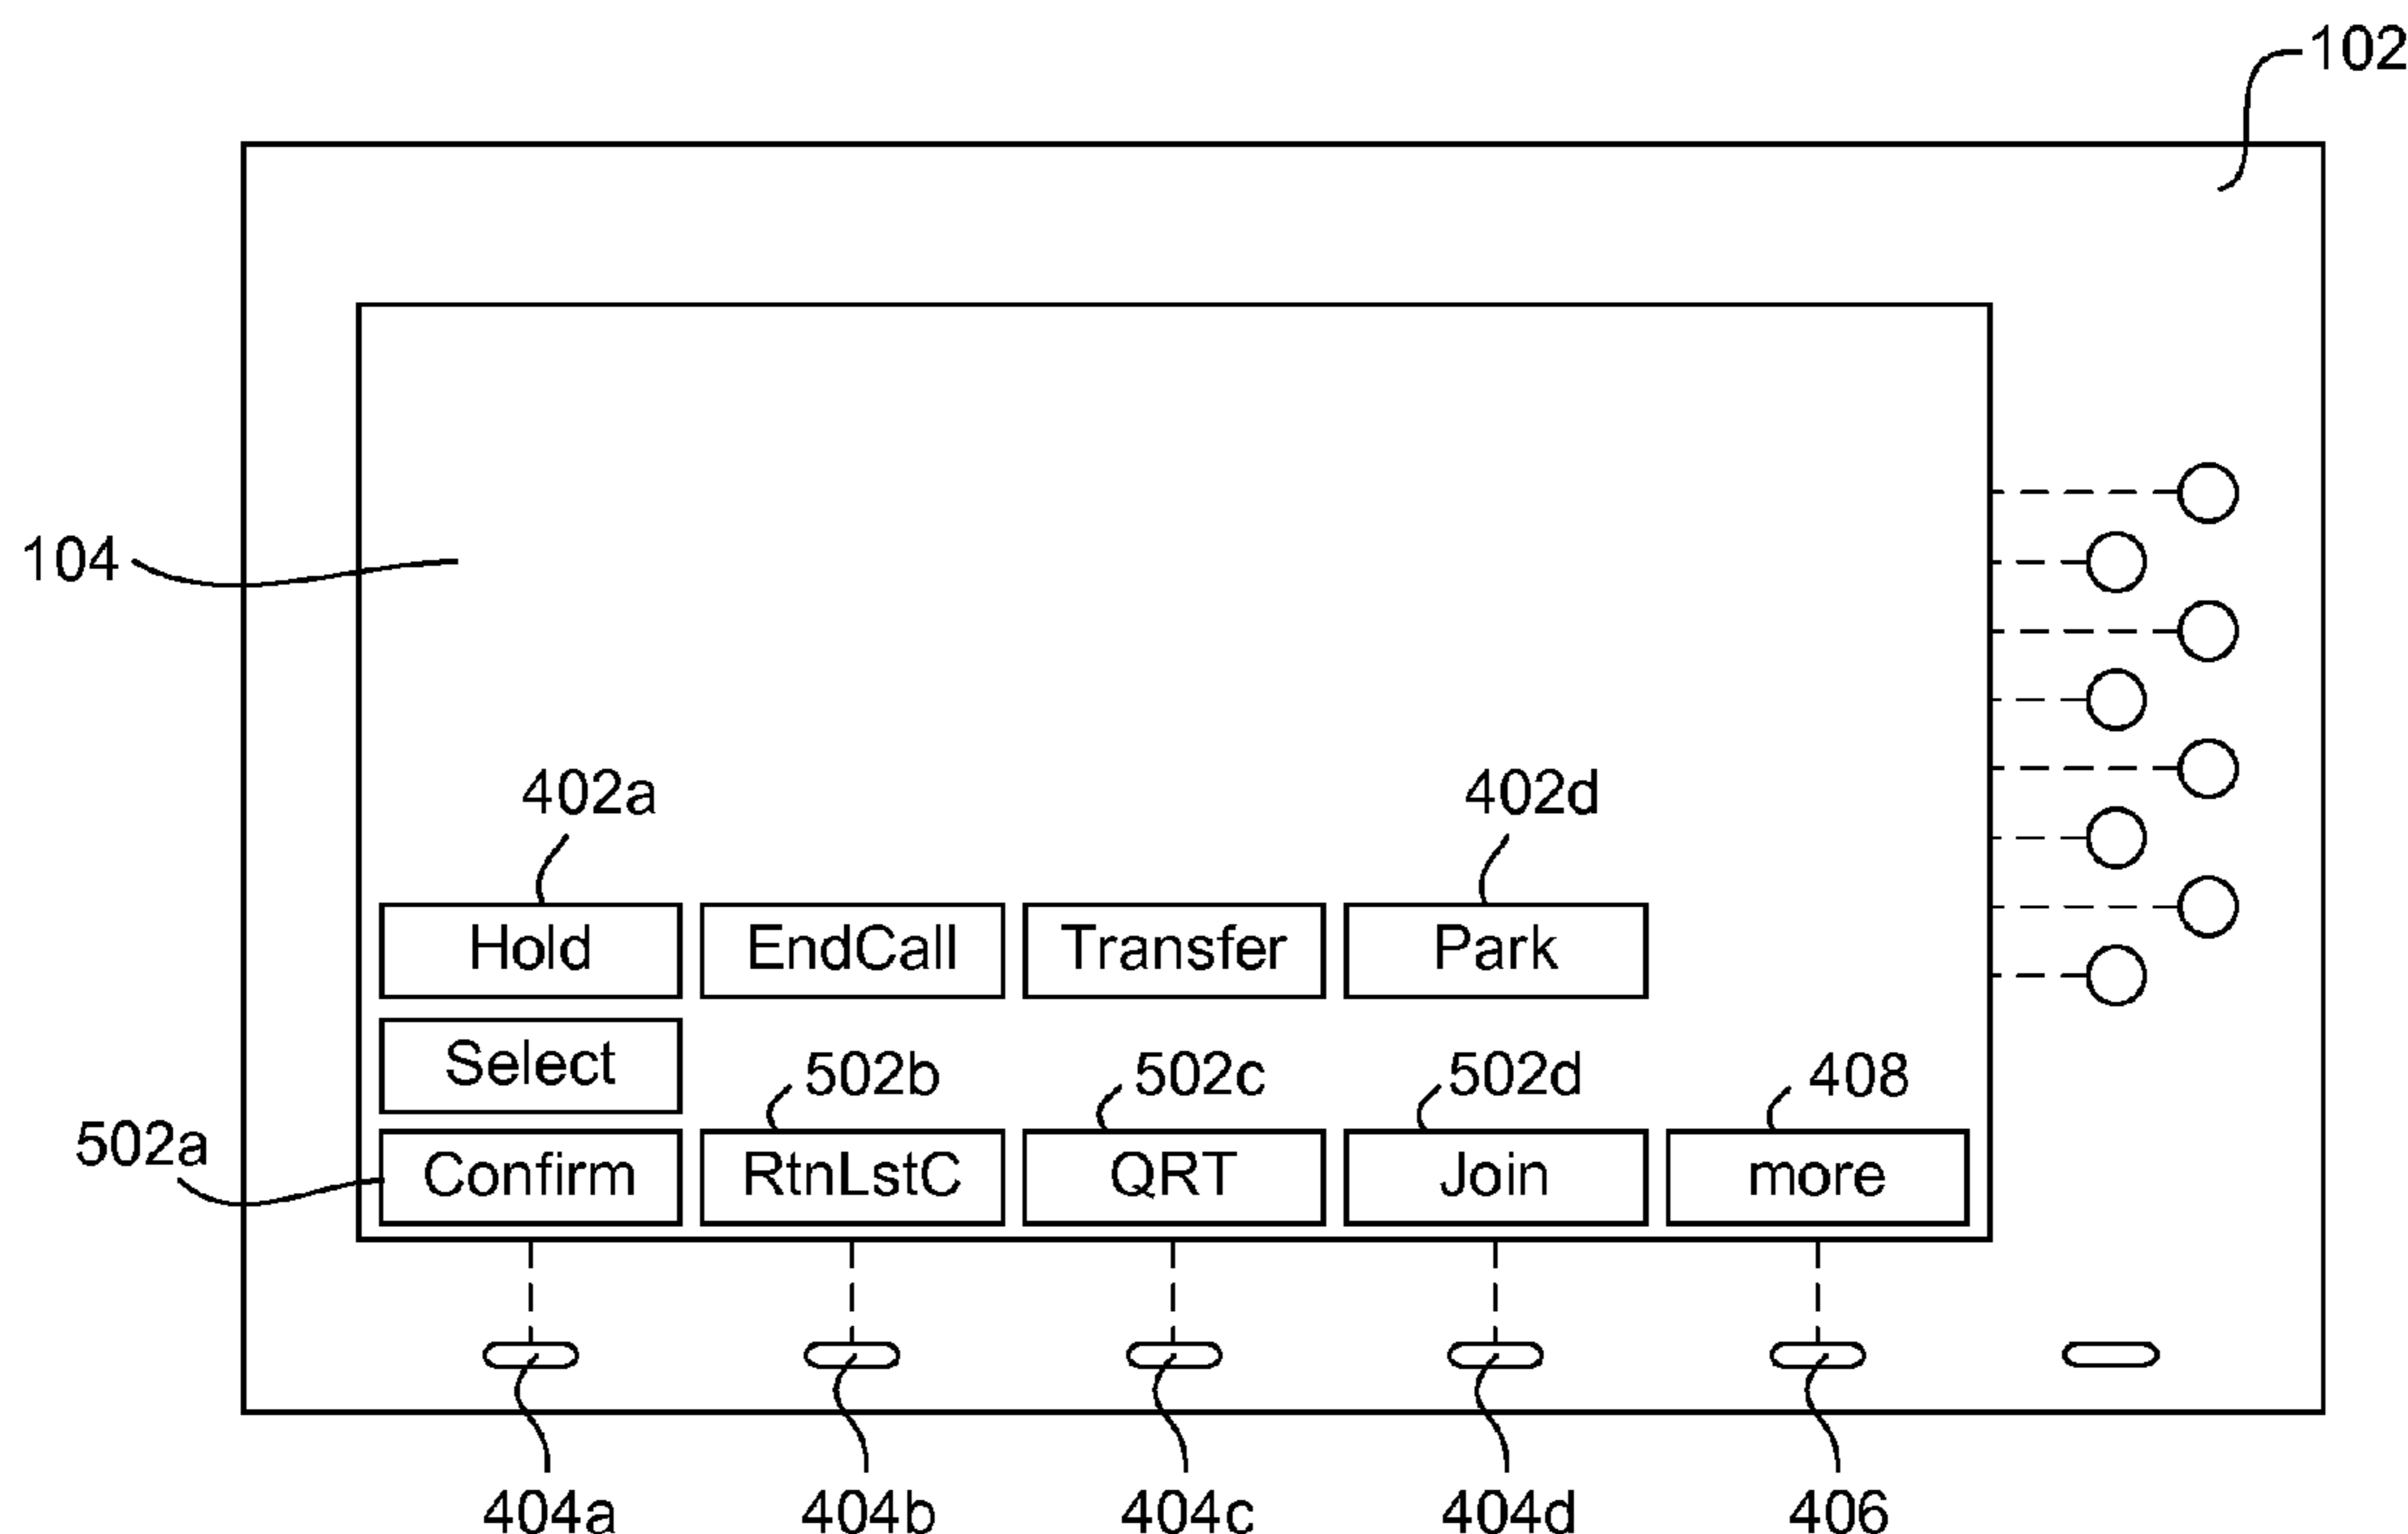 102
104
402a 402d
Hold EndCall Transfer Park
Select
502b 502c 502d 408
502a
Confirm RtnLstC QRT Join more
404a 404b 404c 404d 406